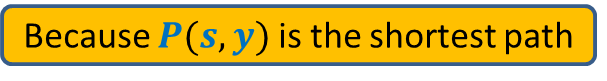 Because P(s, y) is the shortest path